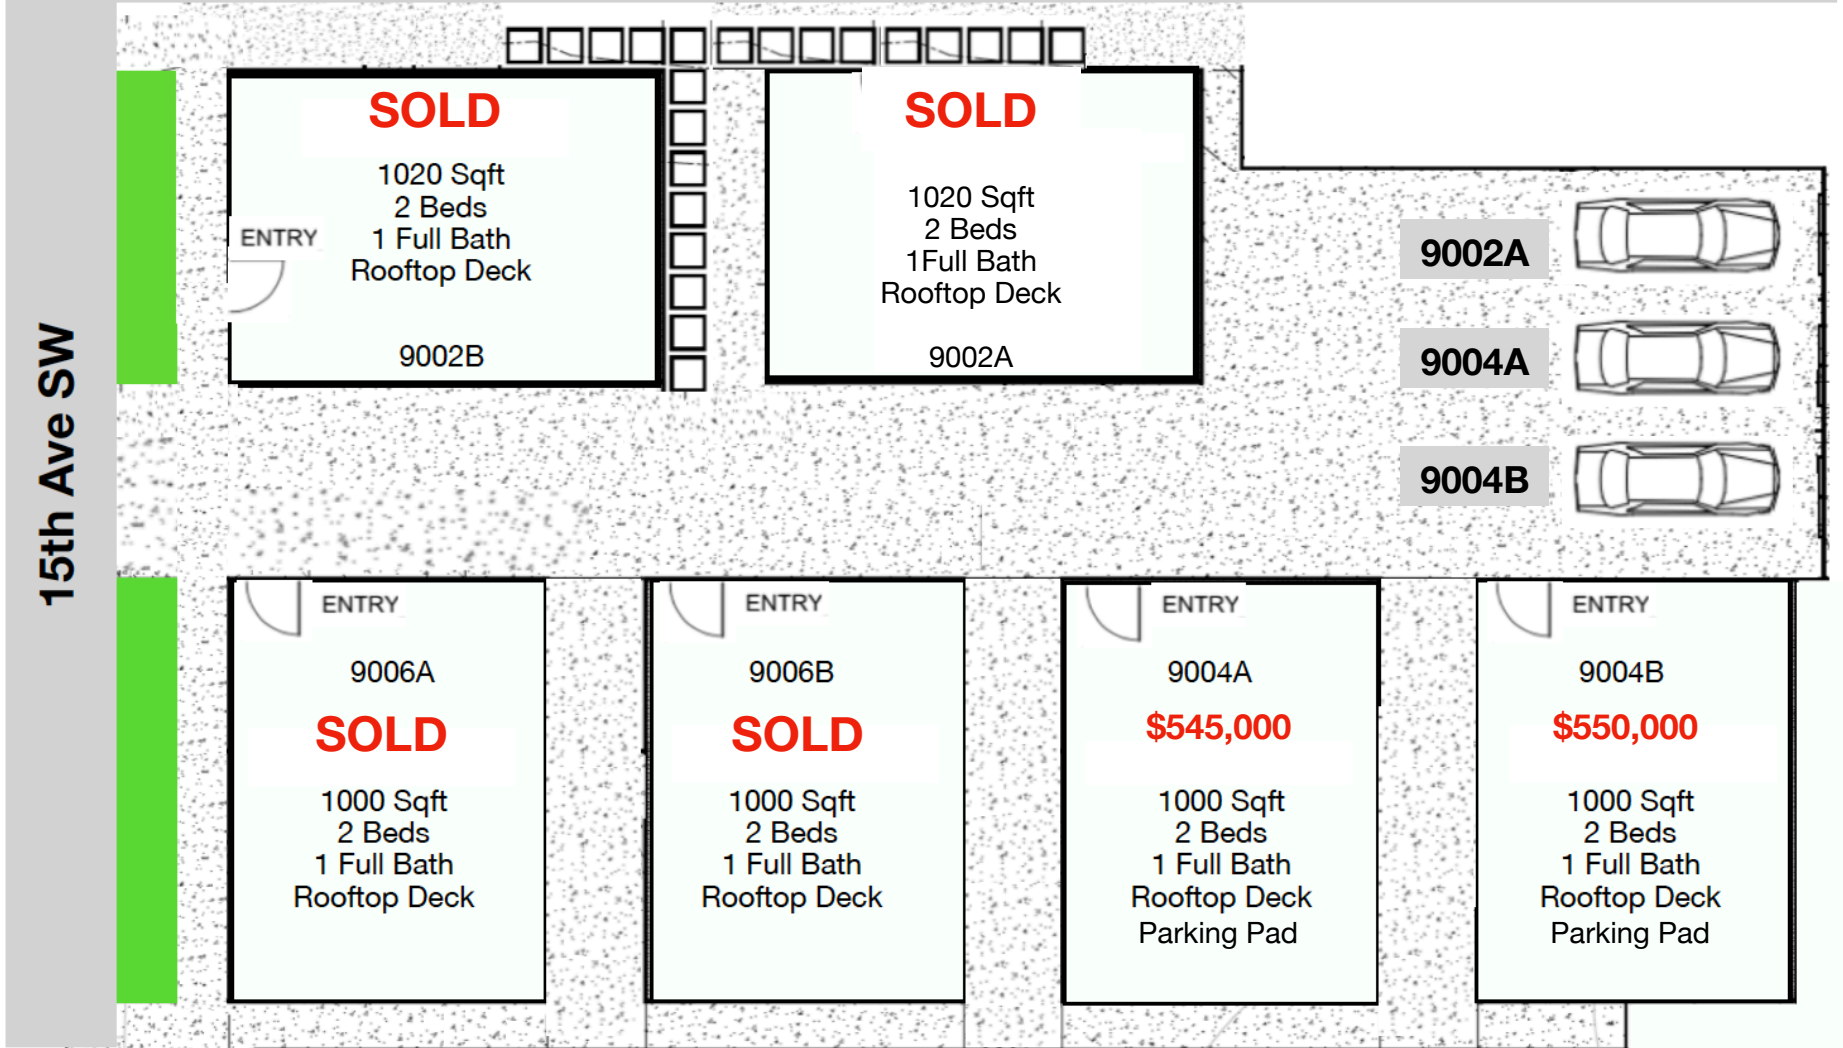 15th Ave SW
SOLD
1020 Sqft
2 Beds
1 Full Bath
Rooftop Deck
ENTRY
9002B
SOLD
1020 Sqft
2 Beds
1Full Bath
Rooftop Deck
9002A
9002A
9004A
9004B
ENTRY
9006A
SOLD
1000 Sqft
2 Beds
1 Full Bath
Rooftop Deck
ENTRY
9006B
SOLD
1000 Sqft
2 Beds
1 Full Bath
Rooftop Deck
ENTRY
9004A
$545,000
1000 Sqft
2 Beds
1 Full Bath
Rooftop Deck
Parking Pad
ENTRY
9004B
$550,000
1000 Sqft
2 Beds
1 Full Bath
Rooftop Deck
Parking Pad